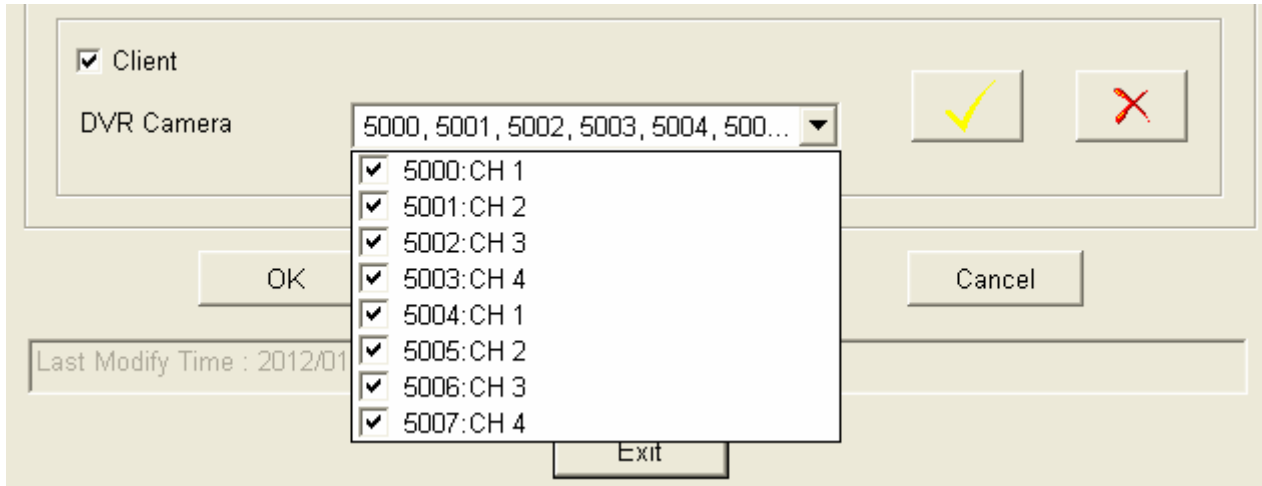 Client
DVR Camera
5000, 5001, 5002, 5003, 5004, 500...
5000:CH 1
5001:CH 2
5002:CH 3
5003:CH 4
5004:CH 1
5005:CH 2
5006:CH 3
5007:CH 4
OK
Cancel
Last Modify Time : 2012/01
Exit